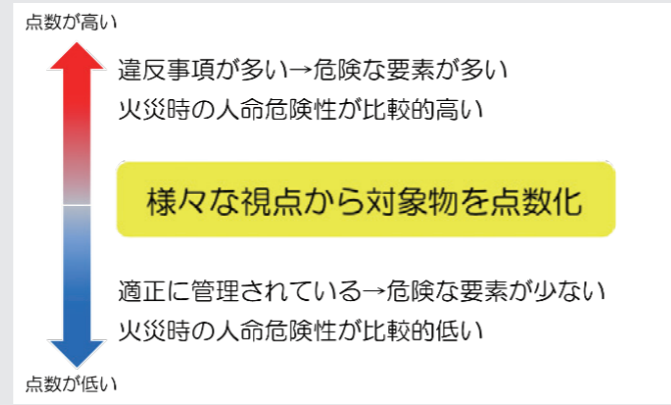 点数が高い
違反事項が多い→危険な要素が多い
火災時の人命危険性が比較的高い
様々な視点から対象物を点数化
適正に管理されている→危険な要素が少ない
火災時の人命危険性が比較的低い
点数が低い